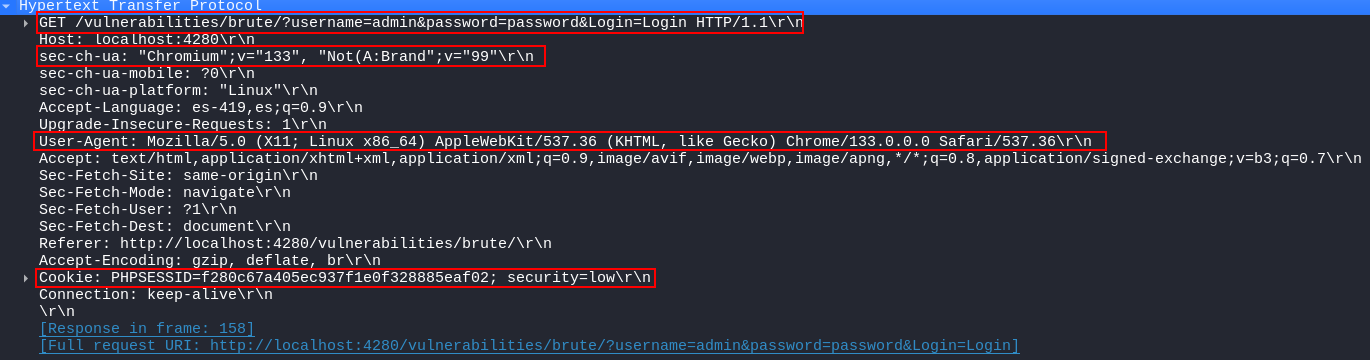 Hypertext Transfer Protocol
GET /vulnerabilities/brute/?username=admin&password=password&Login=Login HTTP/1.1\r\n
Host: localhost:4280\r\n
sec-ch-ua: "Chromium";v="133", "Not(A:Brand";v="99"\r\n
sec-ch-ua-mobile: ?0\r\n
sec-ch-ua-platform: "Linux"\r\n
Accept-Language: es-419,es;q=0.9\r\n
Upgrade-Insecure-Requests: 1\r\n
User-Agent: Mozilla/5.0 (X11; Linux x86_64) AppleWebKit/537.36 (KHTML, like Gecko) Chrome/133.0.0.0 Safari/537.36\r\n
Accept: text/html,application/xhtml+xml,application/xml;q=0.9,image/avif,image/webp,image/apng,*/*;q=0.8,application/signed-exchange;v=b3;q=0.7\r\n
Sec-Fetch-Site: same-origin\r\n
Sec-Fetch-Mode: navigate\r\n
Sec-Fetch-User: ?1\r\n
Sec-Fetch-Dest: document\r\n
Referer: http://localhost:4280/vulnerabilities/brute/\r\n
Accept-Encoding: gzip, deflate, br\r\n
Cookie: PHPSESSID=f280c67a405ec937f1e0f328885eaf02; security=low\r\n
Connection: keep-alive\r\n
\r\n
[Response in frame: 158]
[Full request URI: http://localhost:4280/vulnerabilities/brute/?username=admin&password=password&Login=Login]